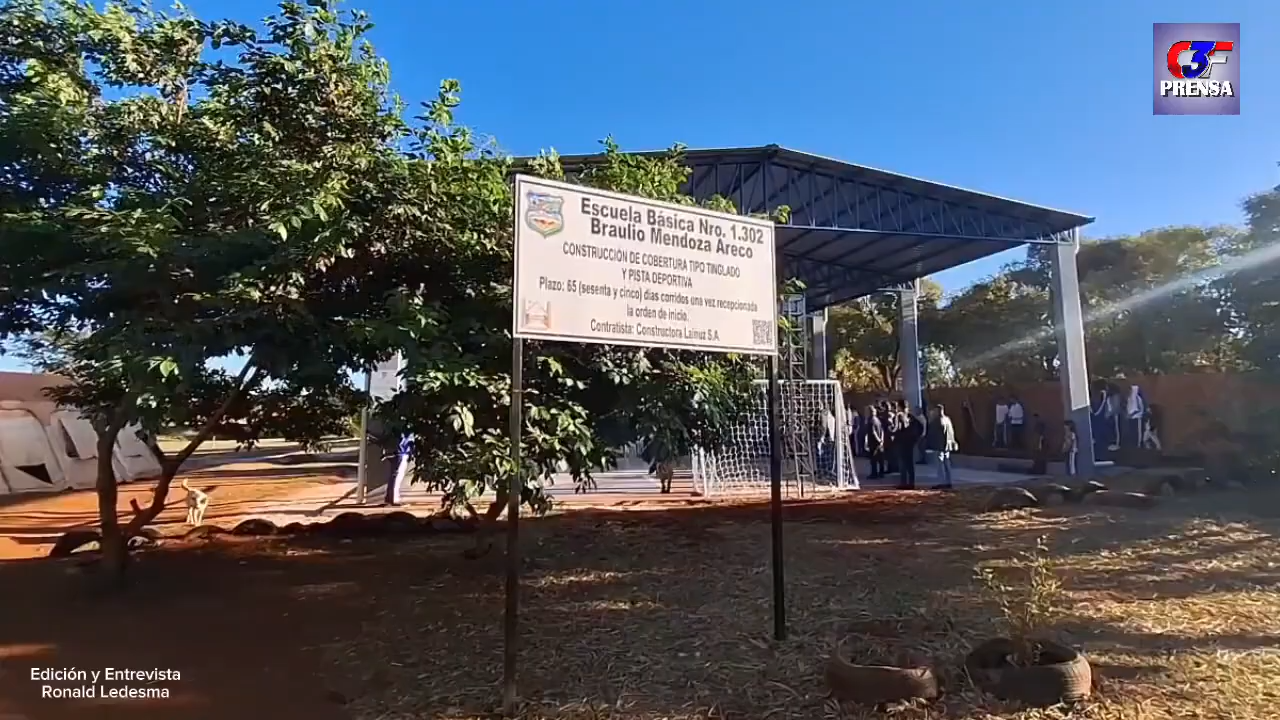 C3F
PRENSA
Escuela Básica Nro. 1.302
Braulio Mendoza Areco
CONSTRUCCIÓN DE COBERTURA TIPO TINGLADO
Y PISTA DEPORTIVA
Plazo: 65 (sesenta y cinco) días corridos una vez recepcionada
la orden de inicio.
Contratista: Constructora Lainuz S.A.
Edición y Entrevista
Ronald Ledesma